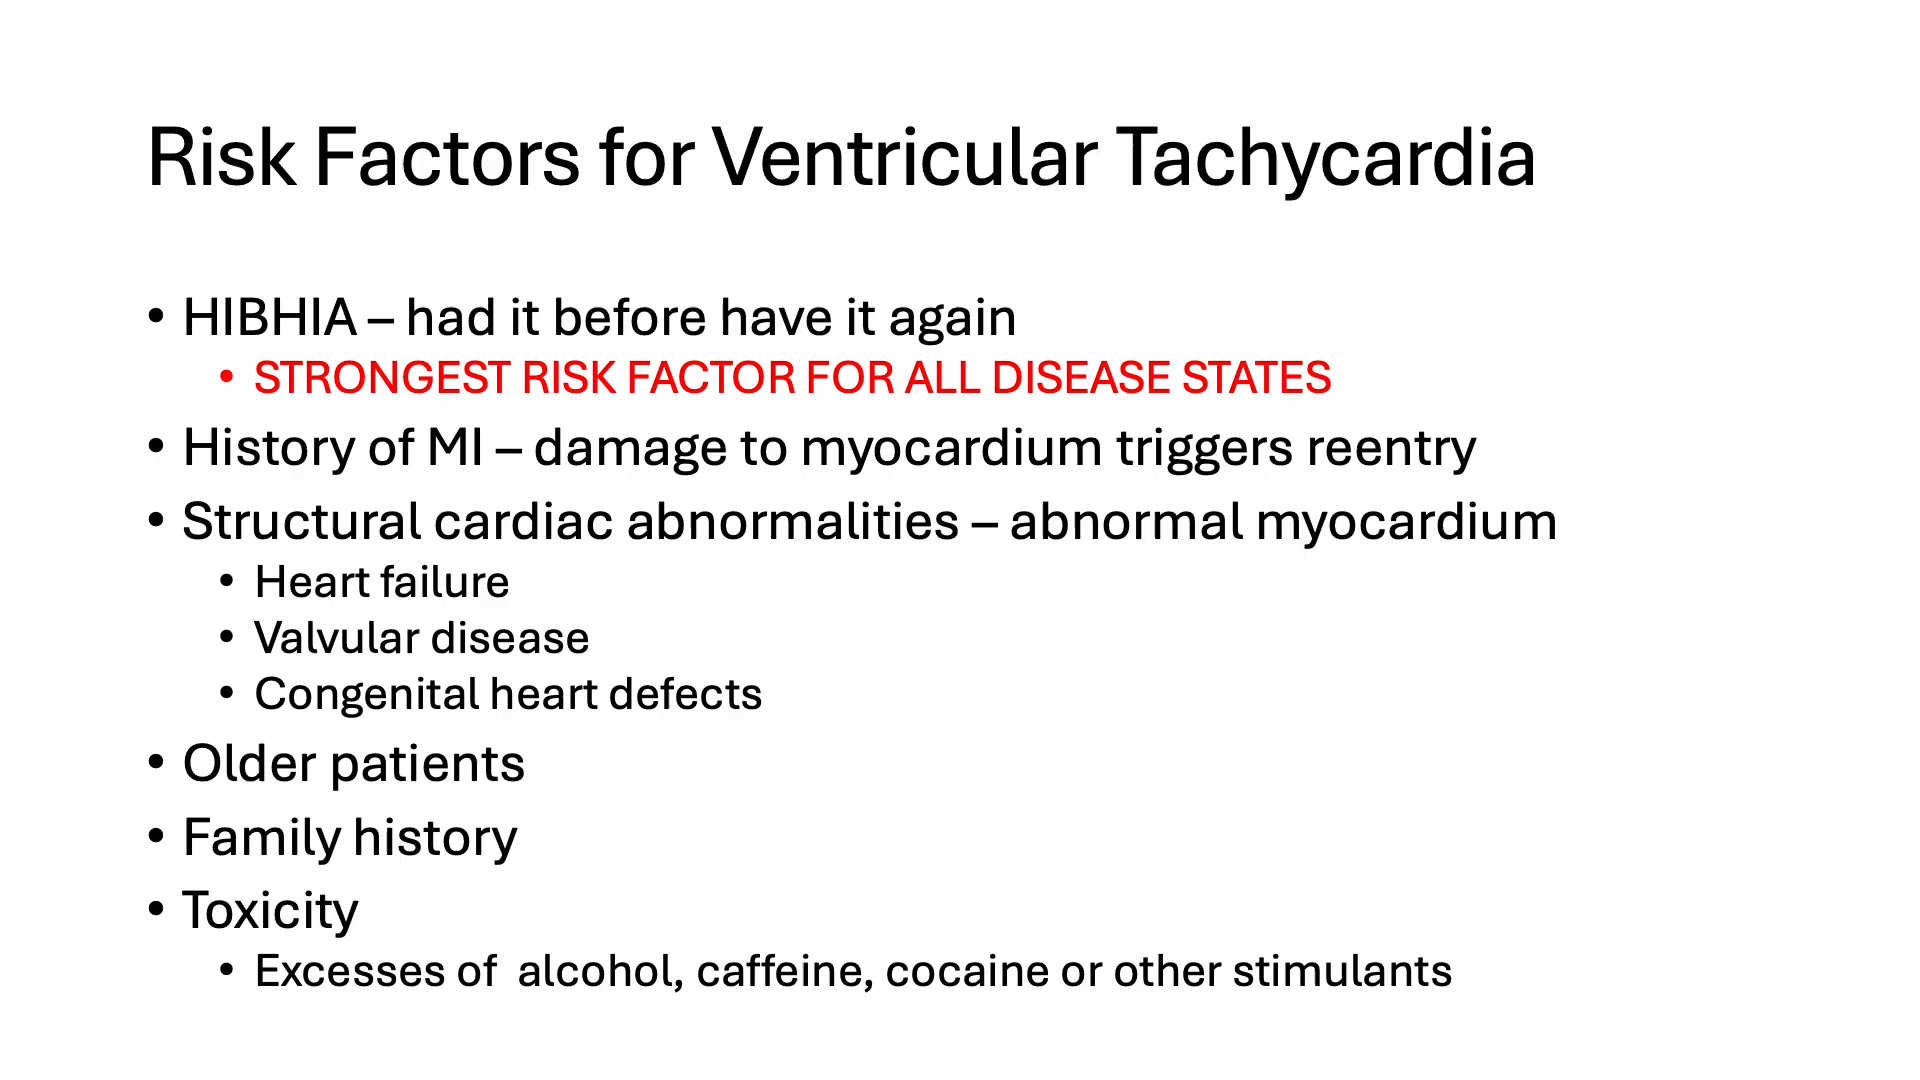 Risk Factors for Ventricular Tachycardia
• HIBHIA – had it before have it again
• STRONGEST RISK FACTOR FOR ALL DISEASE STATES
• History of MI – damage to myocardium triggers reentry
• Structural cardiac abnormalities – abnormal myocardium
• Heart failure
• Valvular disease
• Congenital heart defects
• Older patients
• Family history
• Toxicity
• Excesses of  alcohol, caffeine, cocaine or other stimulants